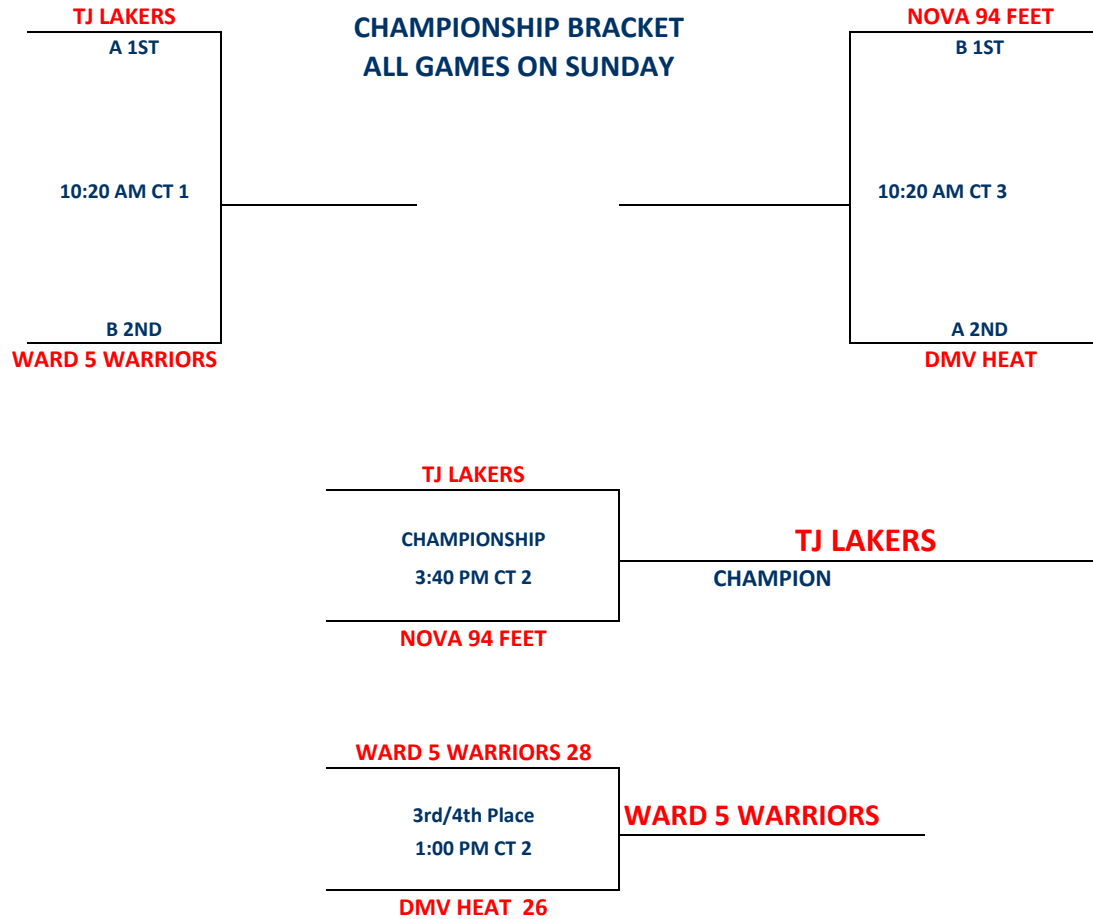 TJ LAKERS
A 1ST
CHAMPIONSHIP BRACKET
ALL GAMES ON SUNDAY
NOVA 94 FEET
B 1ST
10:20 AM CT 1
10:20 AM CT 3
B 2ND
WARD 5 WARRIORS
A 2ND
DMV HEAT
TJ LAKERS
CHAMPIONSHIP
3:40 PM CT 2
NOVA 94 FEET
TJ LAKERS
CHAMPION
WARD 5 WARRIORS 28
3rd/4th Place
1:00 PM CT 2
DMV HEAT 26
WARD 5 WARRIORS